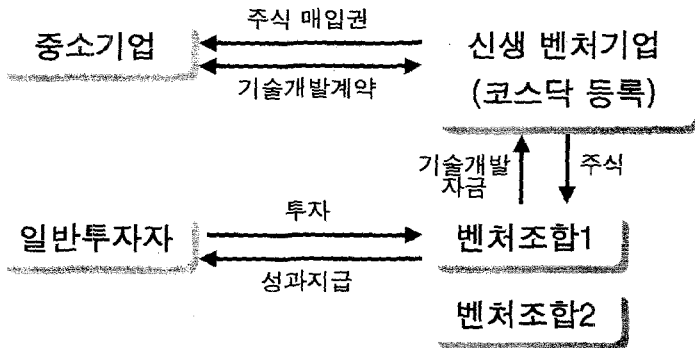 주식 매입권
중소기업
신생 벤처기업
(코스닥 등록)
기술개발계약
기술개발
자금
주식
투자
일반투자자
벤처조합1
성과지급
벤처조합2